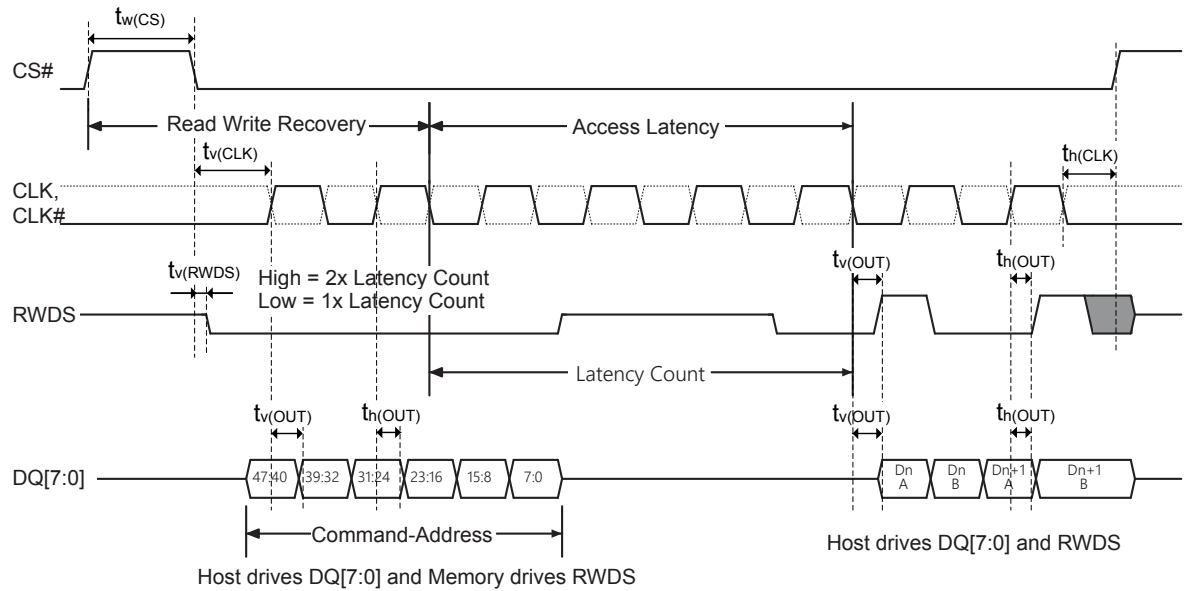 tw(CS)
CS#
Read Write Recovery
Access Latency
tv(CLK)
th(CLK)
CLK,
CLK#
tv(RWDS)
High = 2x Latency Count
Low = 1x Latency Count
tv(OUT)
th(OUT)
RWDS
Latency Count
tv(OUT)
th(OUT)
tv(OUT)
th(OUT)
DQ[7:0]
47:40
39:32
31:24
23:16
15:8
7:0
Dn
A
Dn
B
Dn+1
A
Dn+1
B
Command-Address
Host drives DQ[7:0] and RWDS
Host drives DQ[7:0] and Memory drives RWDS